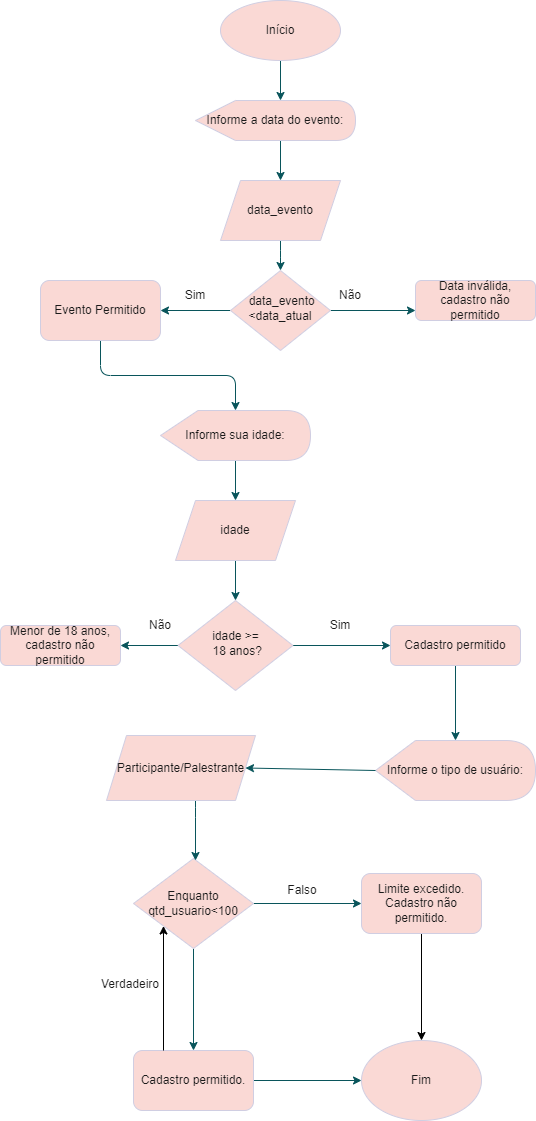 Início
Informe a data do evento:
data_evento
data_evento
<data_atual
Sim
Não
Evento Permitido
Data inválida,
cadastro não
permitido
Informe sua idade:
idade
idade >=
18 anos?
Não
Sim
Menor de 18 anos,
cadastro não
permitido
Cadastro permitido
Informe o tipo de usuário:
Participante/Palestrante
Enquanto
qtd_usuario<100
Falso
Limite excedido.
Cadastro não
permitido.
Verdadeiro
Cadastro permitido.
Fim